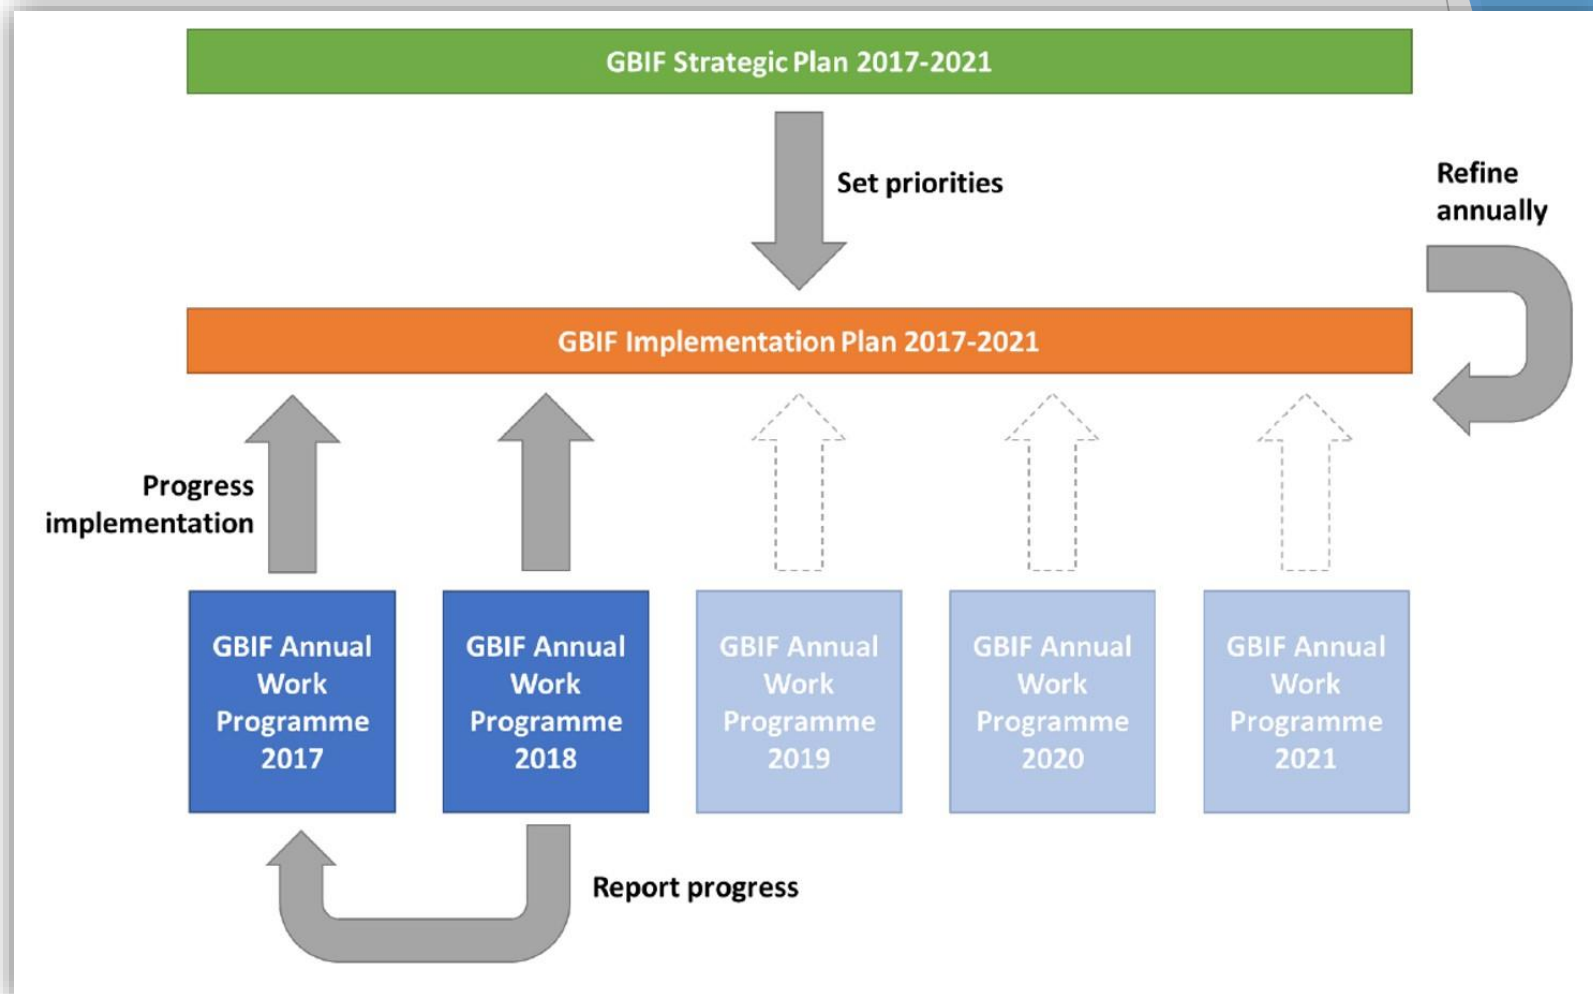 GBIF Strategic Plan 2017-2021
Set priorities
Refine
annually
GBIF Implementation Plan 2017-2021
Progress
implementation
GBIF Annual
Work
Programme
2017
GBIF Annual
Work
Programme
2018
GBIF Annual
Work
Programme
2019
GBIF Annual
Work
Programme
2020
GBIF Annual
Work
Programme
2021
Report progress